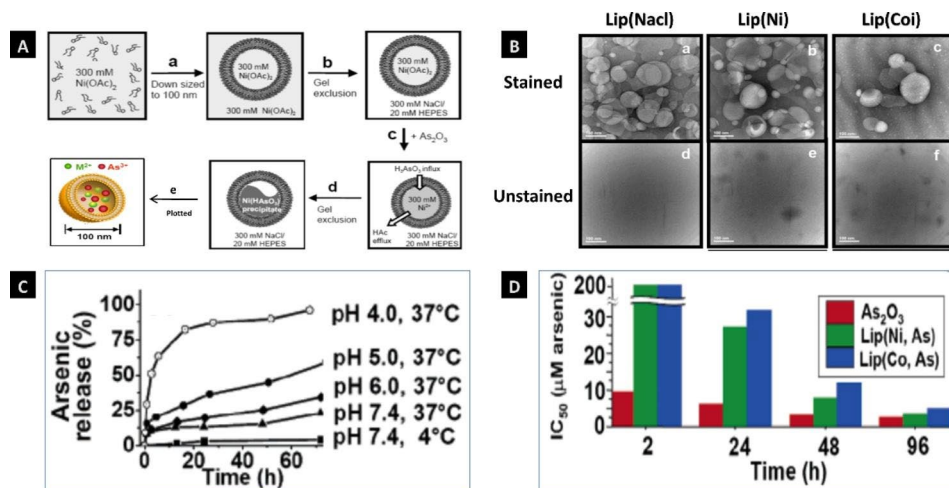 A
300 mM
Ni(OAc)2
a
Down sized
to 100 nm
300 mM
Ni(OAc)2
300 mM Ni(OAc)2
b
Gel
exclusion
300 mM
Ni(OAc)2
300 mM NaCl/
20 mM HEPES
c + As2O3
M2+ As3+
100 nm
e
Plotted
Ni(HAsO3)
precipitate
300 mM NaCl/
20 mM HEPES
d
Gel
exclusion
H3AsO3 influx
300 mM
Ni2+
HAc
efflux
300 mM NaCl/
20 mM HEPES
B
Lip(Nacl) Lip(Ni) Lip(Coi)
Stained
a b c
Unstained
d e f
C
Arsenic
release (%)
100
75
50
25
0
0 20 40 60
Time (h)
pH 4.0, 37°C
pH 5.0, 37°C
pH 6.0, 37°C
pH 7.4, 37°C
pH 7.4, 4°C
D
IC50 (µM arsenic)
200
30
20
10
0
2 24 48 96
Time (h)
As2O3
Lip(Ni, As)
Lip(Co, As)